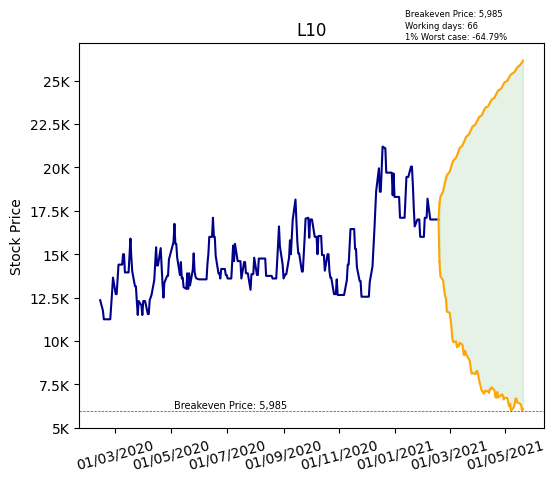 Breakeven Price: 5,985
Working days: 66
1% Worst case: -64.79%
L10
Stock Price
25K
22.5K
20K
17.5K
15K
12.5K
10K
7.5K
5K
Breakeven Price: 5,985
01/03/2020
01/05/2020
01/07/2020
01/09/2020
01/11/2020
01/01/2021
01/03/2021
01/05/2021